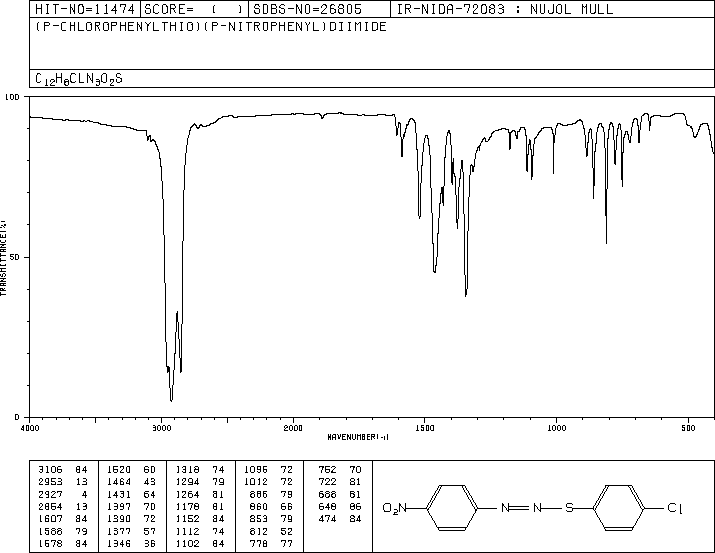 HIT-NO=11474 SCORE= ( ) SDBS-NO=26805 IR-NIDA-72083 : NUJOL MULL
(P-CHLOROPHENYLTHIO)(P-NITROPHENYL)DIIMIDE
C12H8CLN3O2S
100
50
0
TRANSMITTANCE(%)
4000 3000 2000 1500 1000 500
WAVENUMBER(-1)
3106 84 1520 60 1318 74 1096 72 752 70
2953 13 1464 43 1294 79 1012 72 722 81
2927 4 1431 64 1264 81 886 79 688 81
2854 13 1397 70 1178 81 860 66 648 86
1607 84 1390 72 1152 84 853 79 474 84
1588 79 1377 57 1112 74 812 52
1578 84 1346 36 1102 84 778 77
O2N N N S Cl